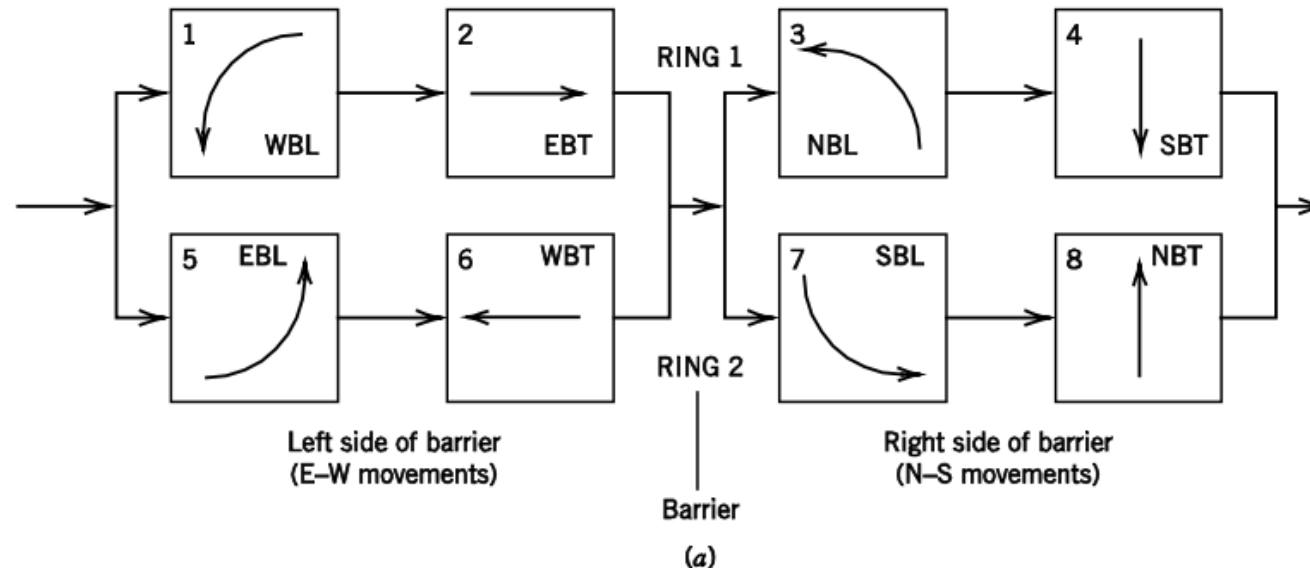 1
WBL
2
EBT
RING 1
3
NBL
4
SBT
5
EBL
6
WBT
RING 2
7
SBL
8
NBT
Left side of barrier
(E–W movements)
Right side of barrier
(N–S movements)
Barrier
(a)